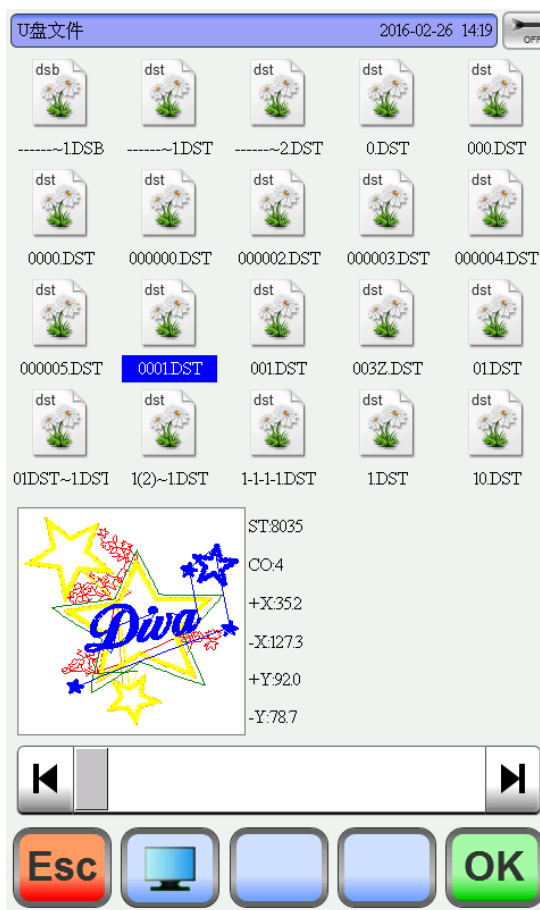 U盘文件 2016-02-26 14:19
OFF
dsb dst dst dst dst
------~1.DSB ------~1.DST ------~2.DST 0.DST 000.DST
dst dst dst dst dst
0000.DST 000000.DST 000002.DST 000003.DST 000004.DST
dst dst dst dst dst
000005.DST 0001.DST 001.DST 003Z.DST 01.DST
dst dst dst dst dst
01DST~1.DST 1(2)~1.DST 1-1-1-1.DST 1.DST 10.DST
Diva
ST:8035
CO:4
+X:35.2
-X:127.3
+Y:92.0
-Y:78.7
Esc OK